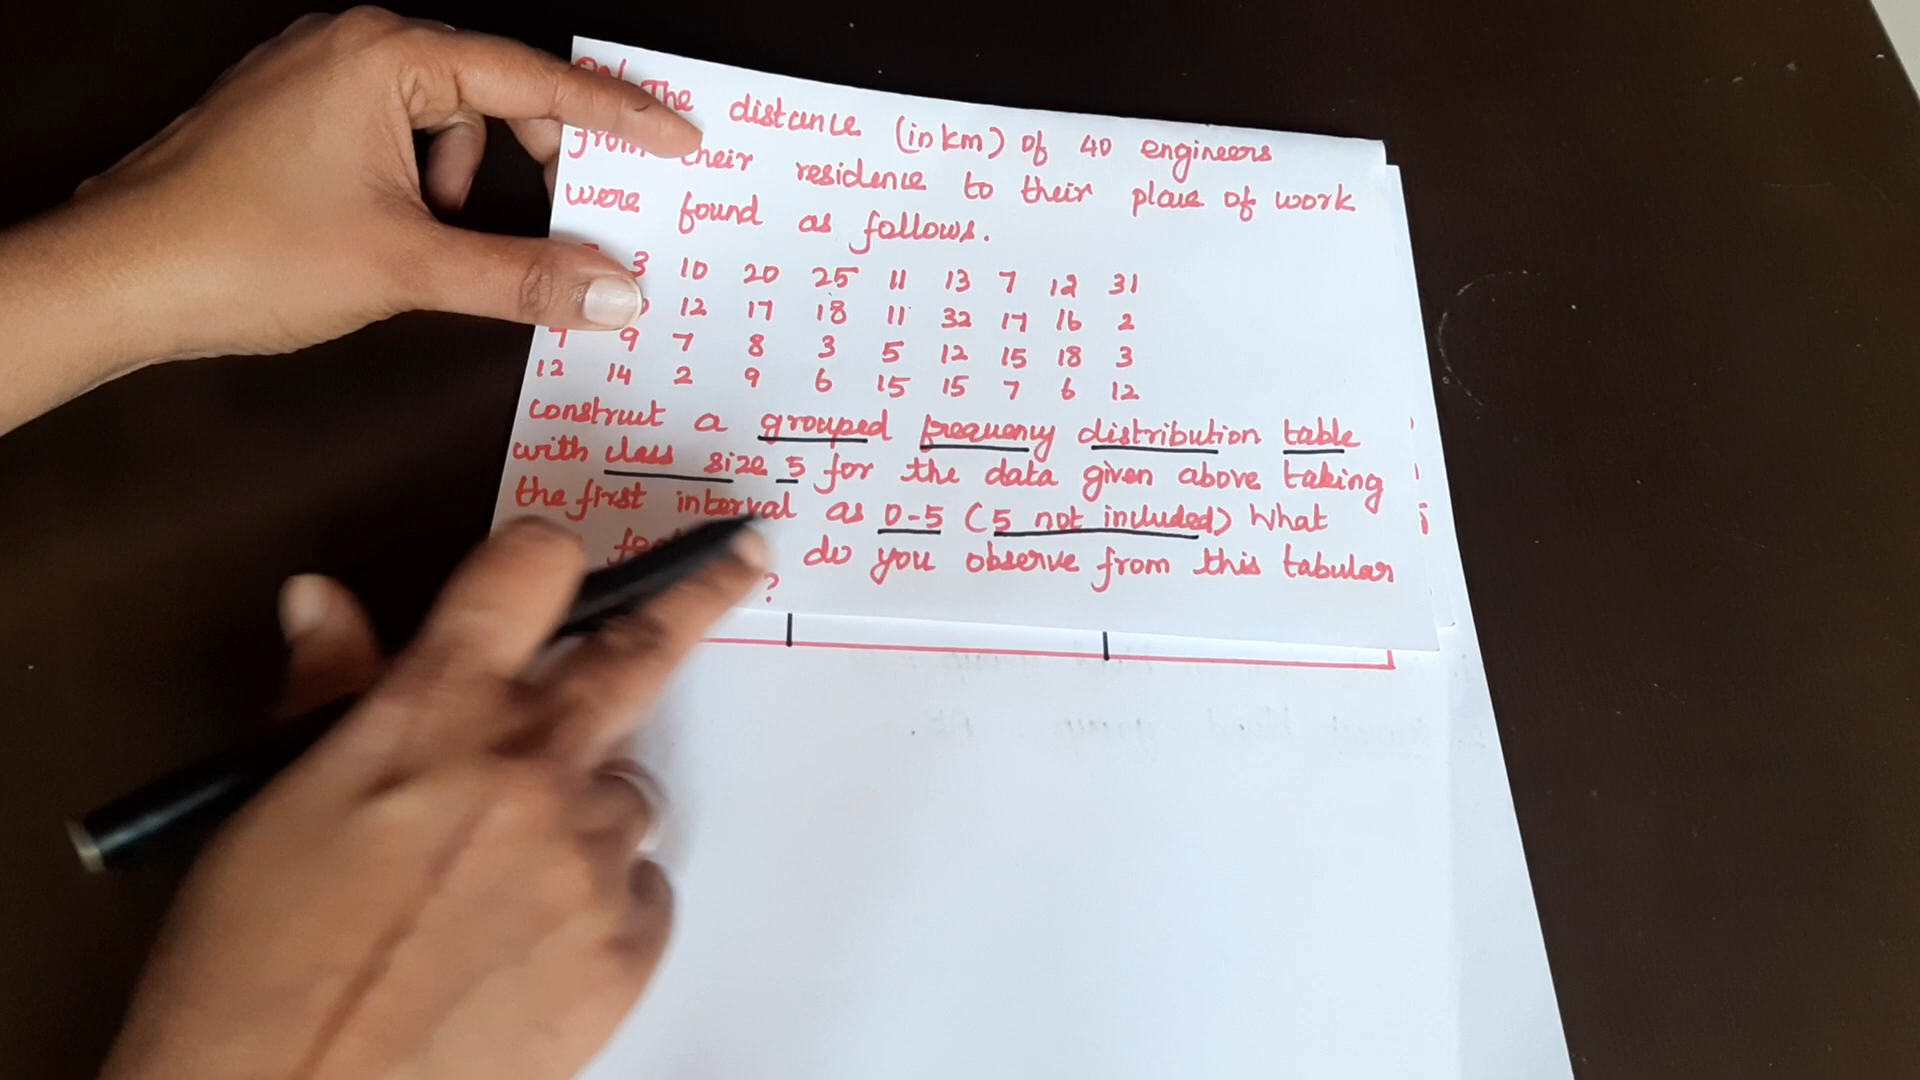 The distance (in km) of 40 engineers
from their residence to their place of work
were found as follows.
3 10 20 25 11 13 7 12 31
12 17 18 11 32 17 16 2
7 9 7 8 3 5 12 15 18 3
12 14 2 9 6 15 15 7 6 12
construct a grouped frequency distribution table
with class size 5 for the data given above taking
the first interval as 0-5 (5 not included) What
do you observe from this tabular
?